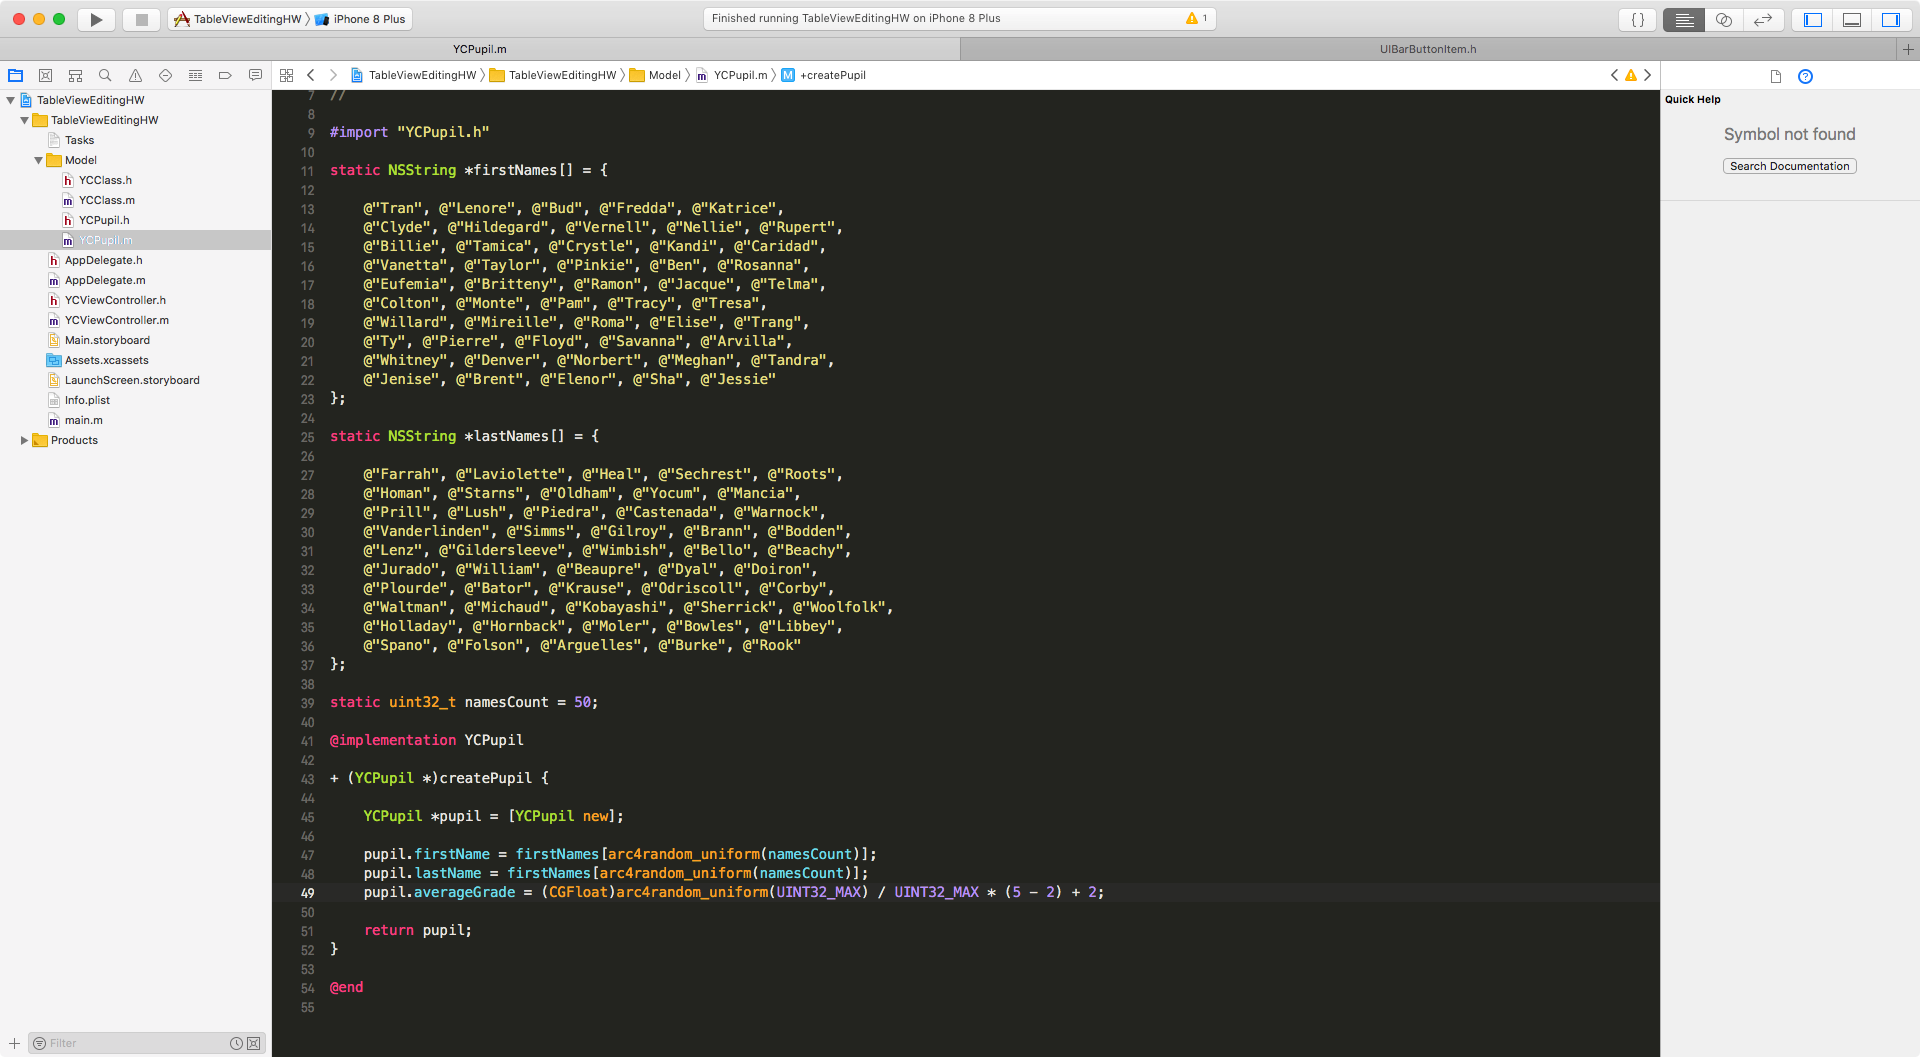 TableViewEditingHW iPhone 8 Plus
Finished running TableViewEditingHW on iPhone 8 Plus
1
{}
YCPupil.m
UIBarButtonItem.h
TableViewEditingHW TableViewEditingHW Model YCPupil.m M +createPupil
TableViewEditingHW
TableViewEditingHW
Tasks
Model
h YCClass.h
m YCClass.m
h YCPupil.h
m YCPupil.m
h AppDelegate.h
m AppDelegate.m
h YCViewController.h
m YCViewController.m
Main.storyboard
Assets.xcassets
LaunchScreen.storyboard
Info.plist
m main.m
Products
Filter
7 //
8
9 #import "YCPupil.h"
10
11 static NSString *firstNames[] = {
12
13 @"Tran", @"Lenore", @"Bud", @"Fredda", @"Katrice",
14 @"Clyde", @"Hildegard", @"Vernell", @"Nellie", @"Rupert",
15 @"Billie", @"Tamica", @"Crystle", @"Kandi", @"Caridad",
16 @"Vanetta", @"Taylor", @"Pinkie", @"Ben", @"Rosanna",
17 @"Eufemia", @"Britteny", @"Ramon", @"Jacque", @"Telma",
18 @"Colton", @"Monte", @"Pam", @"Tracy", @"Tresa",
19 @"Willard", @"Mireille", @"Roma", @"Elise", @"Trang",
20 @"Ty", @"Pierre", @"Floyd", @"Savanna", @"Arvilla",
21 @"Whitney", @"Denver", @"Norbert", @"Meghan", @"Tandra",
22 @"Jenise", @"Brent", @"Elenor", @"Sha", @"Jessie"
23 };
24
25 static NSString *lastNames[] = {
26
27 @"Farrah", @"Laviolette", @"Heal", @"Sechrest", @"Roots",
28 @"Homan", @"Starns", @"Oldham", @"Yocum", @"Mancia",
29 @"Prill", @"Lush", @"Piedra", @"Castenada", @"Warnock",
30 @"Vanderlinden", @"Simms", @"Gilroy", @"Brann", @"Bodden",
31 @"Lenz", @"Gildersleeve", @"Wimbish", @"Bello", @"Beachy",
32 @"Jurado", @"William", @"Beaupre", @"Dyal", @"Doiron",
33 @"Plourde", @"Bator", @"Krause", @"Odriscoll", @"Corby",
34 @"Waltman", @"Michaud", @"Kobayashi", @"Sherrick", @"Woolfolk",
35 @"Holladay", @"Hornback", @"Moler", @"Bowles", @"Libbey",
36 @"Spano", @"Folson", @"Arguelles", @"Burke", @"Rook"
37 };
38
39 static uint32_t namesCount = 50;
40
41 @implementation YCPupil
42
43 + (YCPupil *)createPupil {
44
45 YCPupil *pupil = [YCPupil new];
46
47 pupil.firstName = firstNames[arc4random_uniform(namesCount)];
48 pupil.lastName = firstNames[arc4random_uniform(namesCount)];
49 pupil.averageGrade = (CGFloat)arc4random_uniform(UINT32_MAX) / UINT32_MAX * (5 - 2) + 2;
50
51 return pupil;
52 }
53
54 @end
55
Quick Help
Symbol not found
Search Documentation